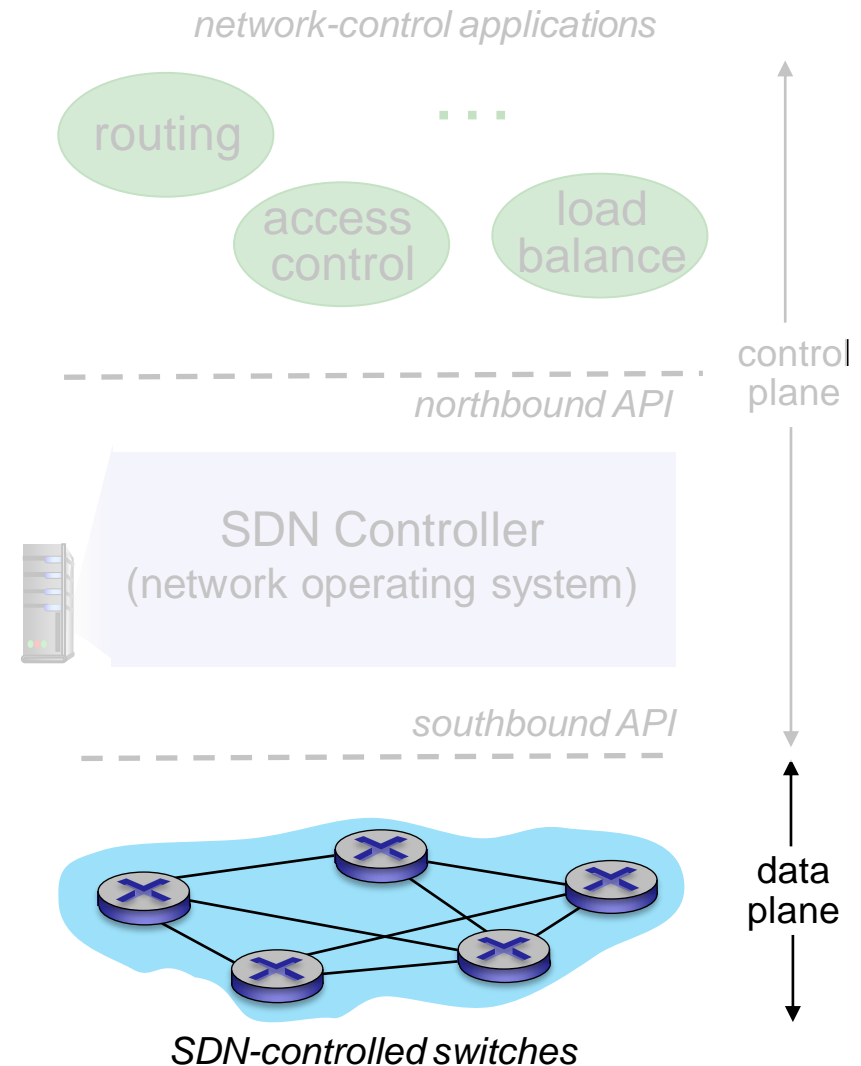 network-control applications
routing
. . .
access
control
load
balance
control
plane
northbound API
SDN Controller
(network operating system)
southbound API
data
plane
SDN-controlled switches